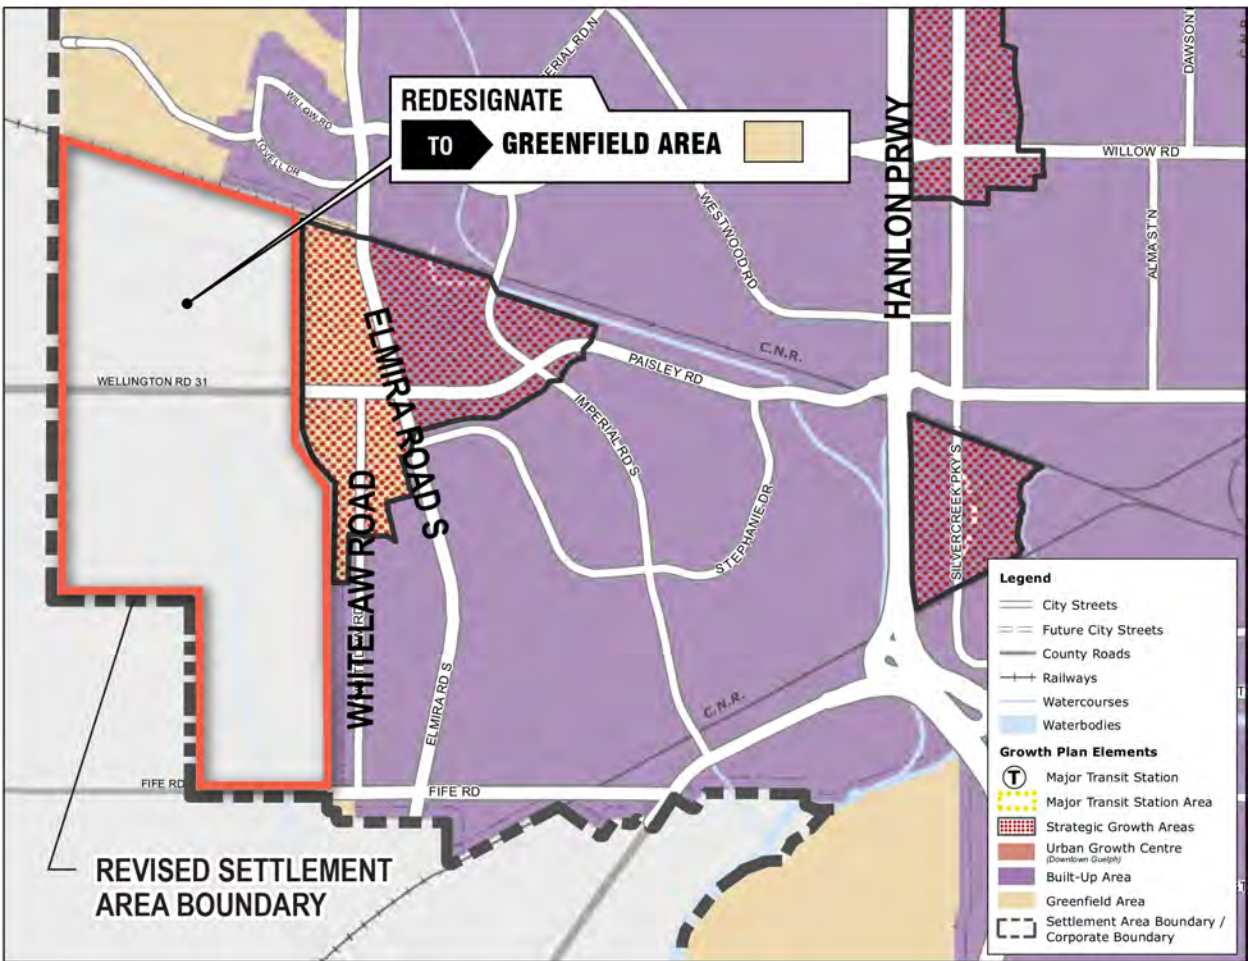 REDESIGNATE
TO
GREENFIELD AREA
WILLOW RD
TOVELL DR
ERIAL RD N
WESTWOOD RD
HANLON PRWY
DAWSON
C.N.R.
WILLOW RD
ALMA ST N
WELLINGTON RD 31
ELMIRA ROAD S
PAISLEY RD
C.N.R.
IMPERIAL RD S
STEPHANIE DR
SILVERCREEK PKY S
WHITELAW ROAD
ELMIRA RD S
C.N.R.
FIFE RD
FIFE RD
REVISED SETTLEMENT
AREA BOUNDARY
Legend
City Streets
Future City Streets
County Roads
Railways
Watercourses
Waterbodies
Growth Plan Elements
T
Major Transit Station
Major Transit Station Area
Strategic Growth Areas
Urban Growth Centre
(Downtown Guelph)
Built-Up Area
Greenfield Area
Settlement Area Boundary /
Corporate Boundary